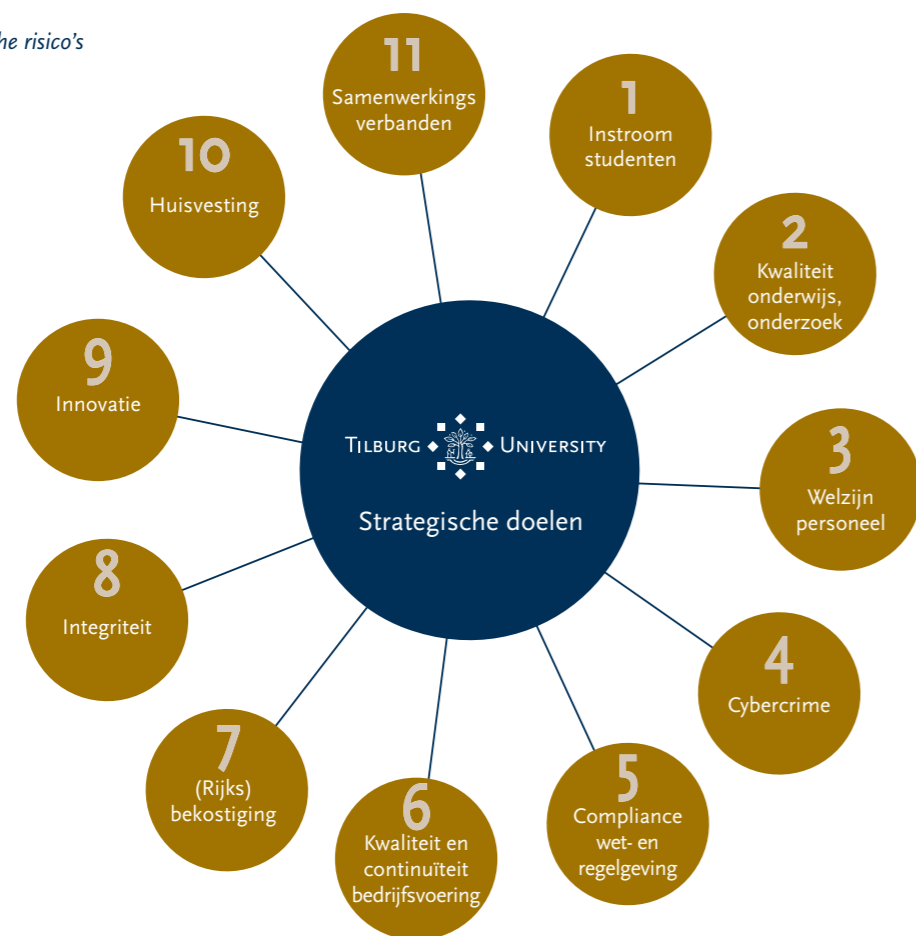 he risico's
11
Samenwerkings
verbanden
1
Instroom
studenten
10
Huisvesting
2
Kwaliteit
onderwijs,
onderzoek
9
Innovatie
TILBURG UNIVERSITY
Strategische doelen
3
Welzijn
personeel
8
Integriteit
4
Cybercrime
7
(Rijks)
bekostiging
6
Kwaliteit en
continuïteit
bedrijfsvoering
5
Compliance
wet- en
regelgeving